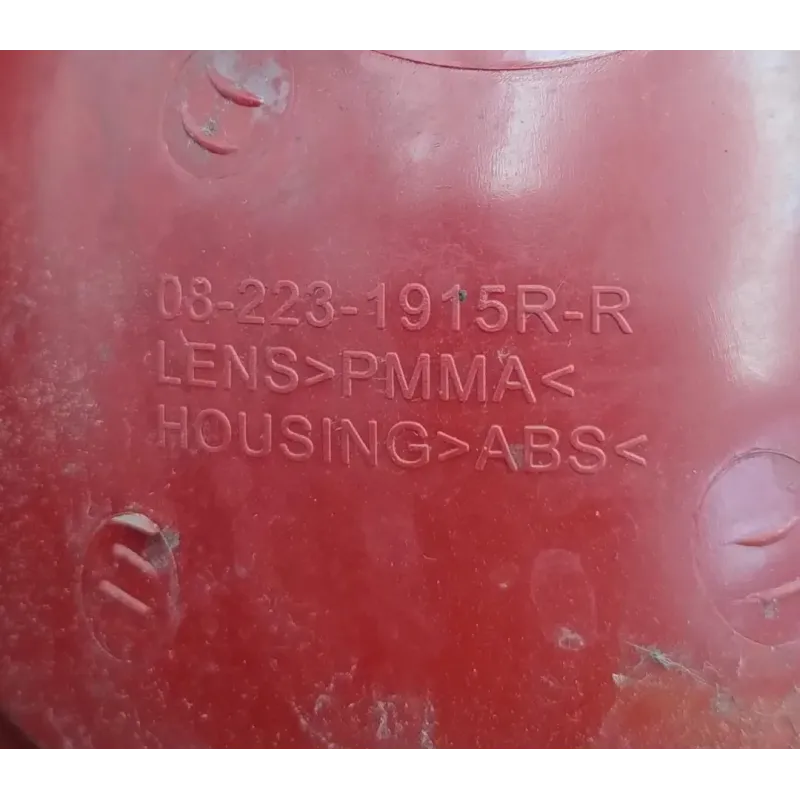 08-223-1915R-R
LENS>PMMA<
HOUSING>ABS<